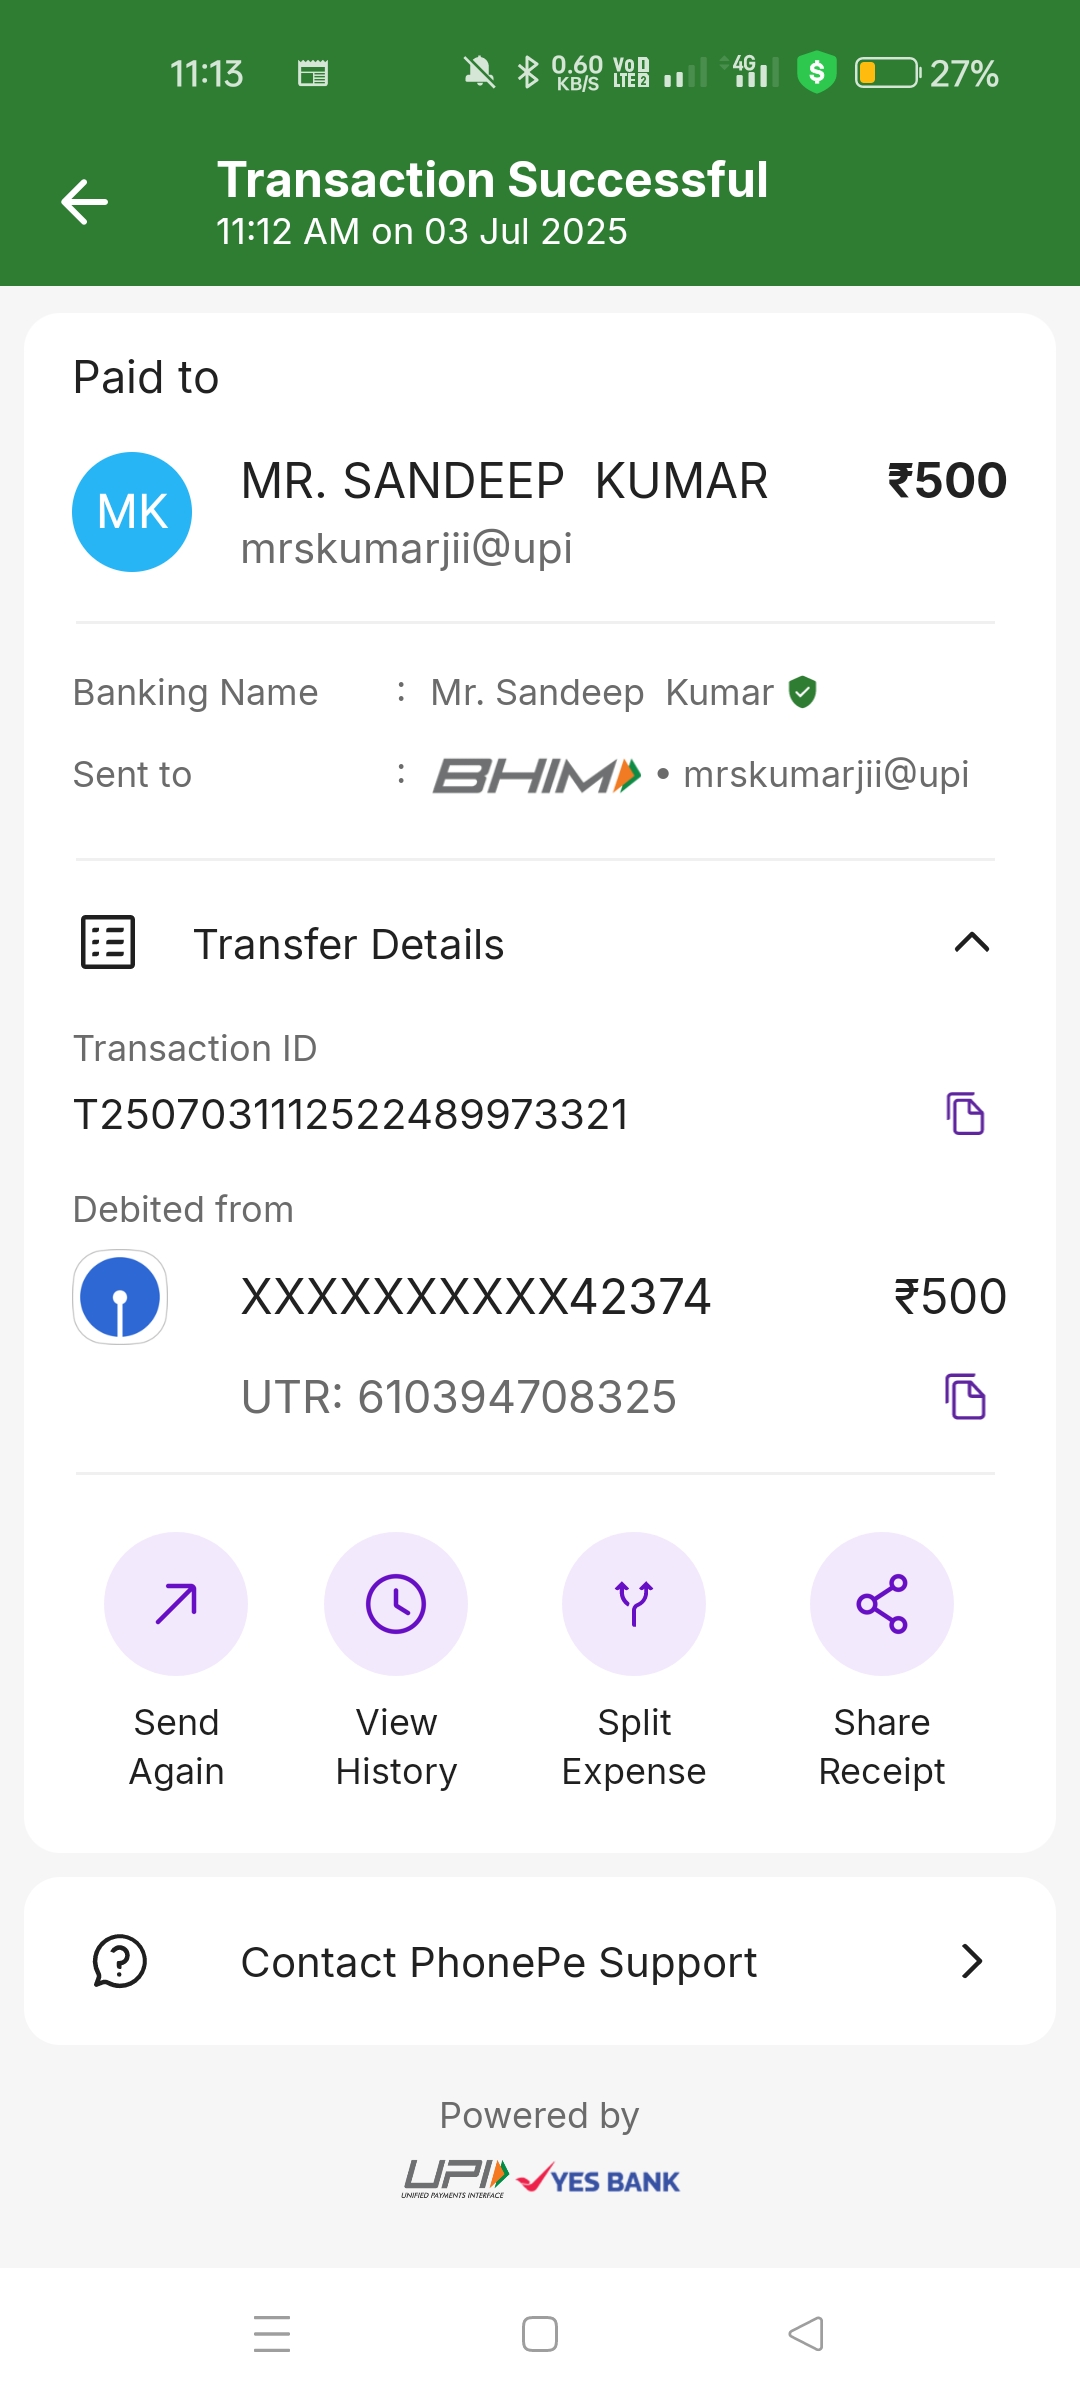 11:13 0.60 KB/S VoD LTE 2 4G $ 27%
Transaction Successful
11:12 AM on 03 Jul 2025
Paid to
MK MR. SANDEEP KUMAR ₹500
mrskumarjii@upi
Banking Name : Mr. Sandeep Kumar
Sent to : BHIM • mrskumarjii@upi
Transfer Details
Transaction ID
T2507031112522489973321
Debited from
XXXXXXXXXX42374 ₹500
UTR: 610394708325
Send Again
View History
Split Expense
Share Receipt
Contact PhonePe Support
Powered by
UPI YES BANK
UNIFIED PAYMENTS INTERFACE